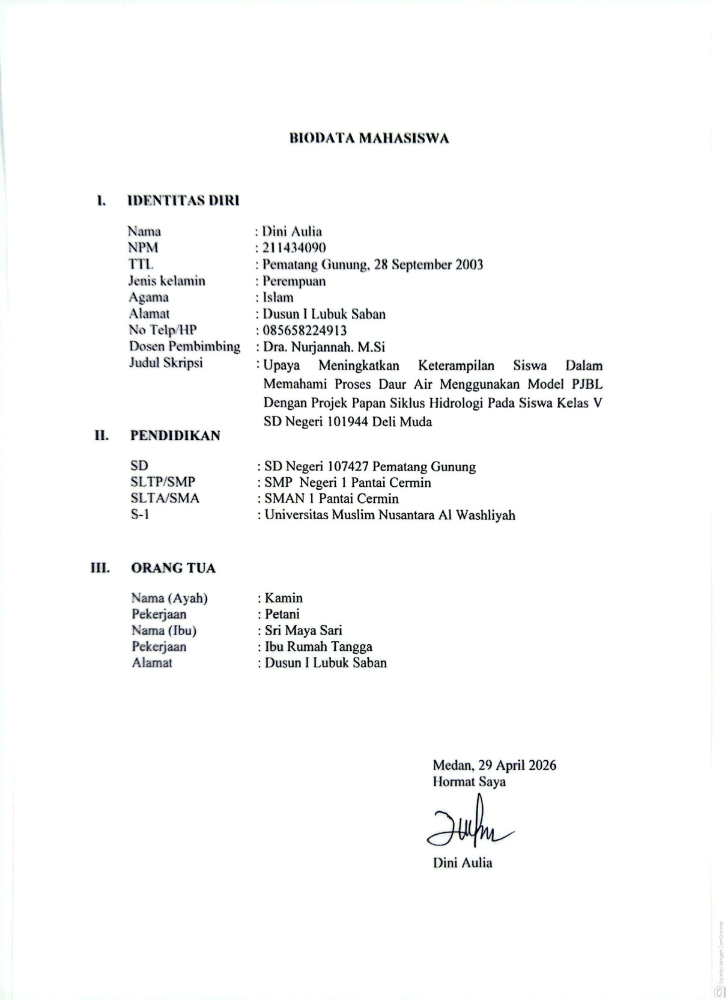 BIODATA MAHASISWA
I. IDENTITAS DIRI
Nama : Dini Aulia
NPM : 211434090
TTL : Pematang Gunung, 28 September 2003
Jenis kelamin : Perempuan
Agama : Islam
Alamat : Dusun I Lubuk Saban
No Telp/HP : 085658224913
Dosen Pembimbing : Dra. Nurjannah. M.Si
Judul Skripsi : Upaya Meningkatkan Keterampilan Siswa Dalam
Memahami Proses Daur Air Menggunakan Model PJBL
Dengan Projek Papan Siklus Hidrologi Pada Siswa Kelas V
SD Negeri 101944 Deli Muda
II. PENDIDIKAN
SD : SD Negeri 107427 Pematang Gunung
SLTP/SMP : SMP Negeri 1 Pantai Cermin
SLTA/SMA : SMAN 1 Pantai Cermin
S-1 : Universitas Muslim Nusantara Al Washliyah
III. ORANG TUA
Nama (Ayah) : Kamin
Pekerjaan : Petani
Nama (Ibu) : Sri Maya Sari
Pekerjaan : Ibu Rumah Tangga
Alamat : Dusun I Lubuk Saban
Medan, 29 April 2026
Hormat Saya
Dini Aulia
CS Dipindai dengan CamScanner